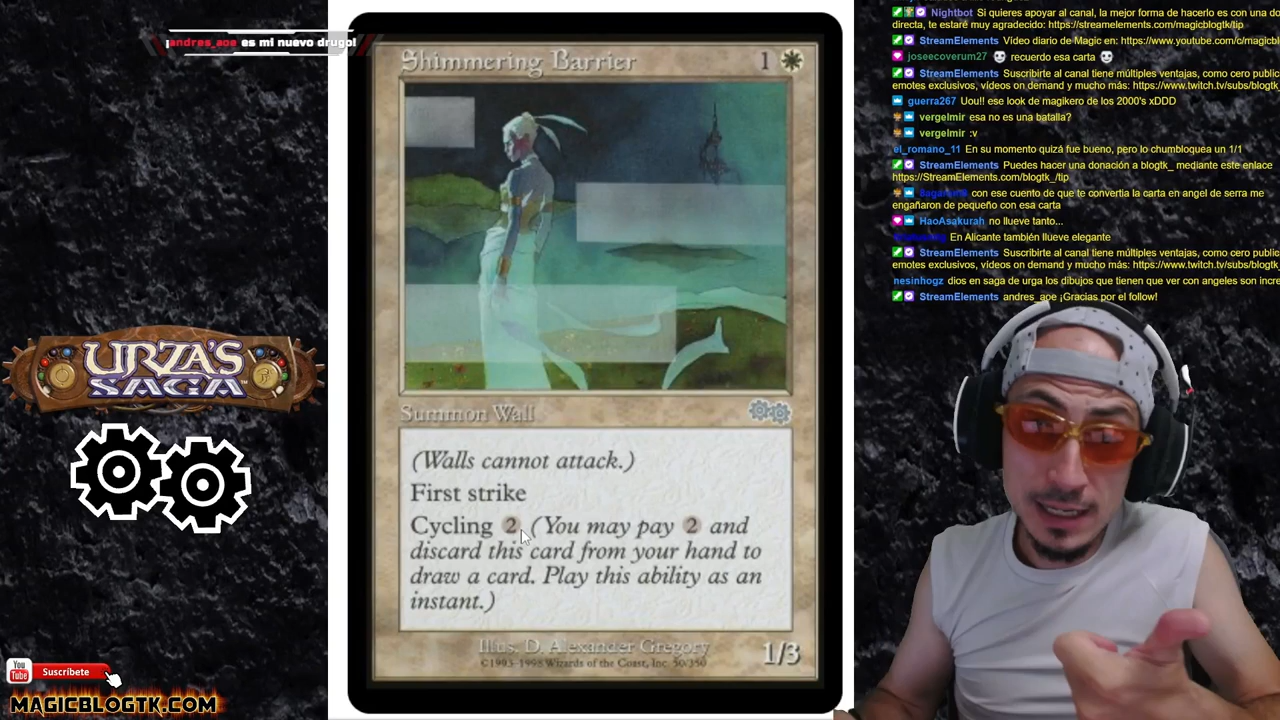 ¡andres_aoe es mi nuevo drugo!
URZA'S
SAGA
You
Tube
Suscríbete
MAGICBLOGTK.COM
Shimmering Barrier 1
Summon Wall
(Walls cannot attack.)
First strike
Cycling 2 (You may pay 2 and
discard this card from your hand to
draw a card. Play this ability as an
instant.)
Illus. D. Alexander Gregory
©1993-1998 Wizards of the Coast, Inc. 50/350
1/3
Nightbot Si quieres apoyar al canal, la mejor forma de hacerlo es con una do
directa, te estaré muy agradecido: https://streamelements.com/magicblogtk/tip
StreamElements Vídeo diario de Magic en: https://www.youtube.com/c/magicbl
joseecoverum27 recuerdo esa carta
StreamElements Suscribirte al canal tiene múltiples ventajas, como cero public
emotes exclusivos, vídeos on demand y mucho más: https://www.twitch.tv/subs/blogtk_
guerra267 Uou!! ese look de magikero de los 2000's xDDD
vergelmir esa no es una batalla?
vergelmir :v
el_romano_11 En su momento quizá fue bueno, pero lo chumbloquea un 1/1
StreamElements Puedes hacer una donación a blogtk_ mediante este enlace
https://StreamElements.com/blogtk_/tip
con ese cuento de que te convertia la carta en angel de serra me
engañaron de pequeño con esa carta
HaoAsakurah no llueve tanto...
En Alicante también llueve elegante
StreamElements Suscribirte al canal tiene múltiples ventajas, como cero public
emotes exclusivos, vídeos on demand y mucho más: https://www.twitch.tv/subs/blogtk
nesinhogz dios en saga de urga los dibujos que tienen que ver con angeles son incre
StreamElements andres_aoe ¡Gracias por el follow!